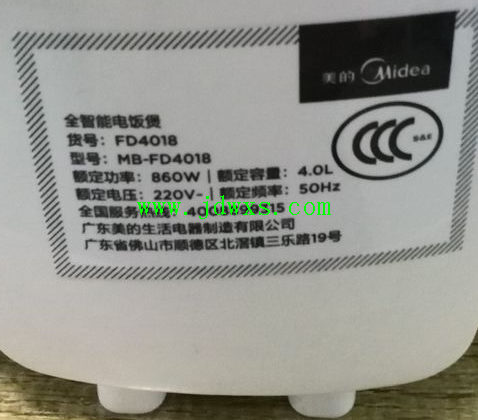 美的 Midea
全智能电饭煲
CCC S&E
货号: FD4018
型号: MB-FD4018
额定功率: 860W | 额定容量: 4.0L
额定电压: 220V~ | 额定频率: 50Hz
全国服务热线: 4008899315
www.jdwxs.com
广东美的生活电器制造有限公司
广东省佛山市顺德区北滘镇三乐路19号